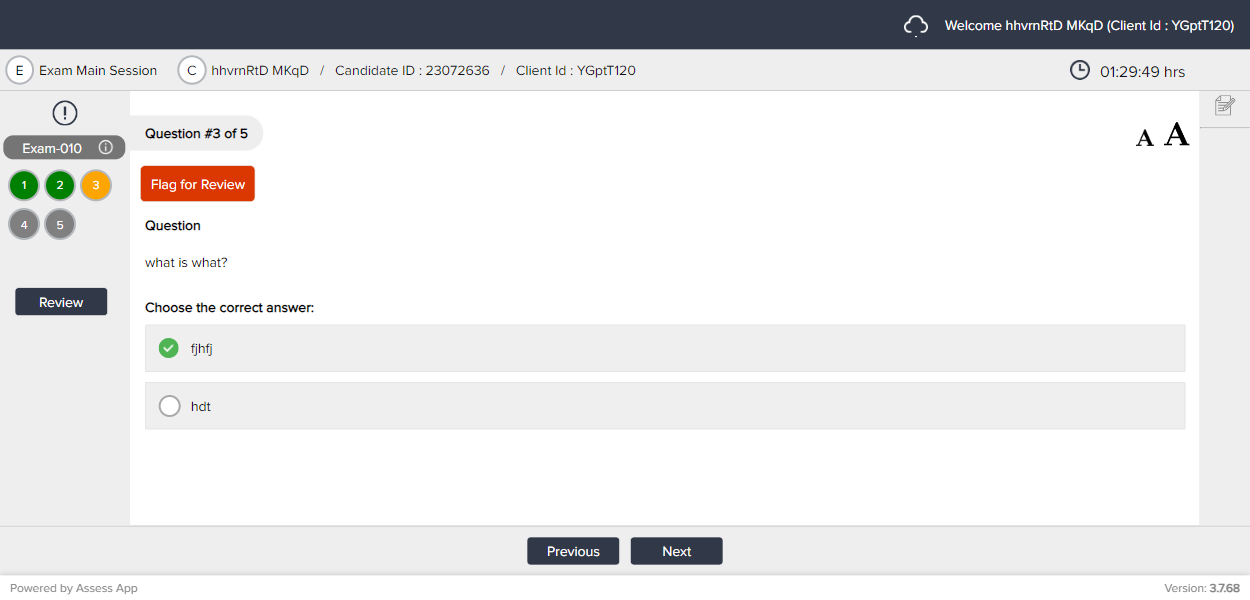 Welcome hhvrnRtD MKqD (Client Id : YGptT120)
E Exam Main Session C hhvrnRtD MKqD / Candidate ID : 23072636 / Client Id : YGptT120 01:29:49 hrs
Exam-010
1 2 3
4 5
Review
Question #3 of 5
A A
Flag for Review
Question
what is what?
Choose the correct answer:
fjhfj
hdt
Previous Next
Powered by Assess App Version: 3.7.68